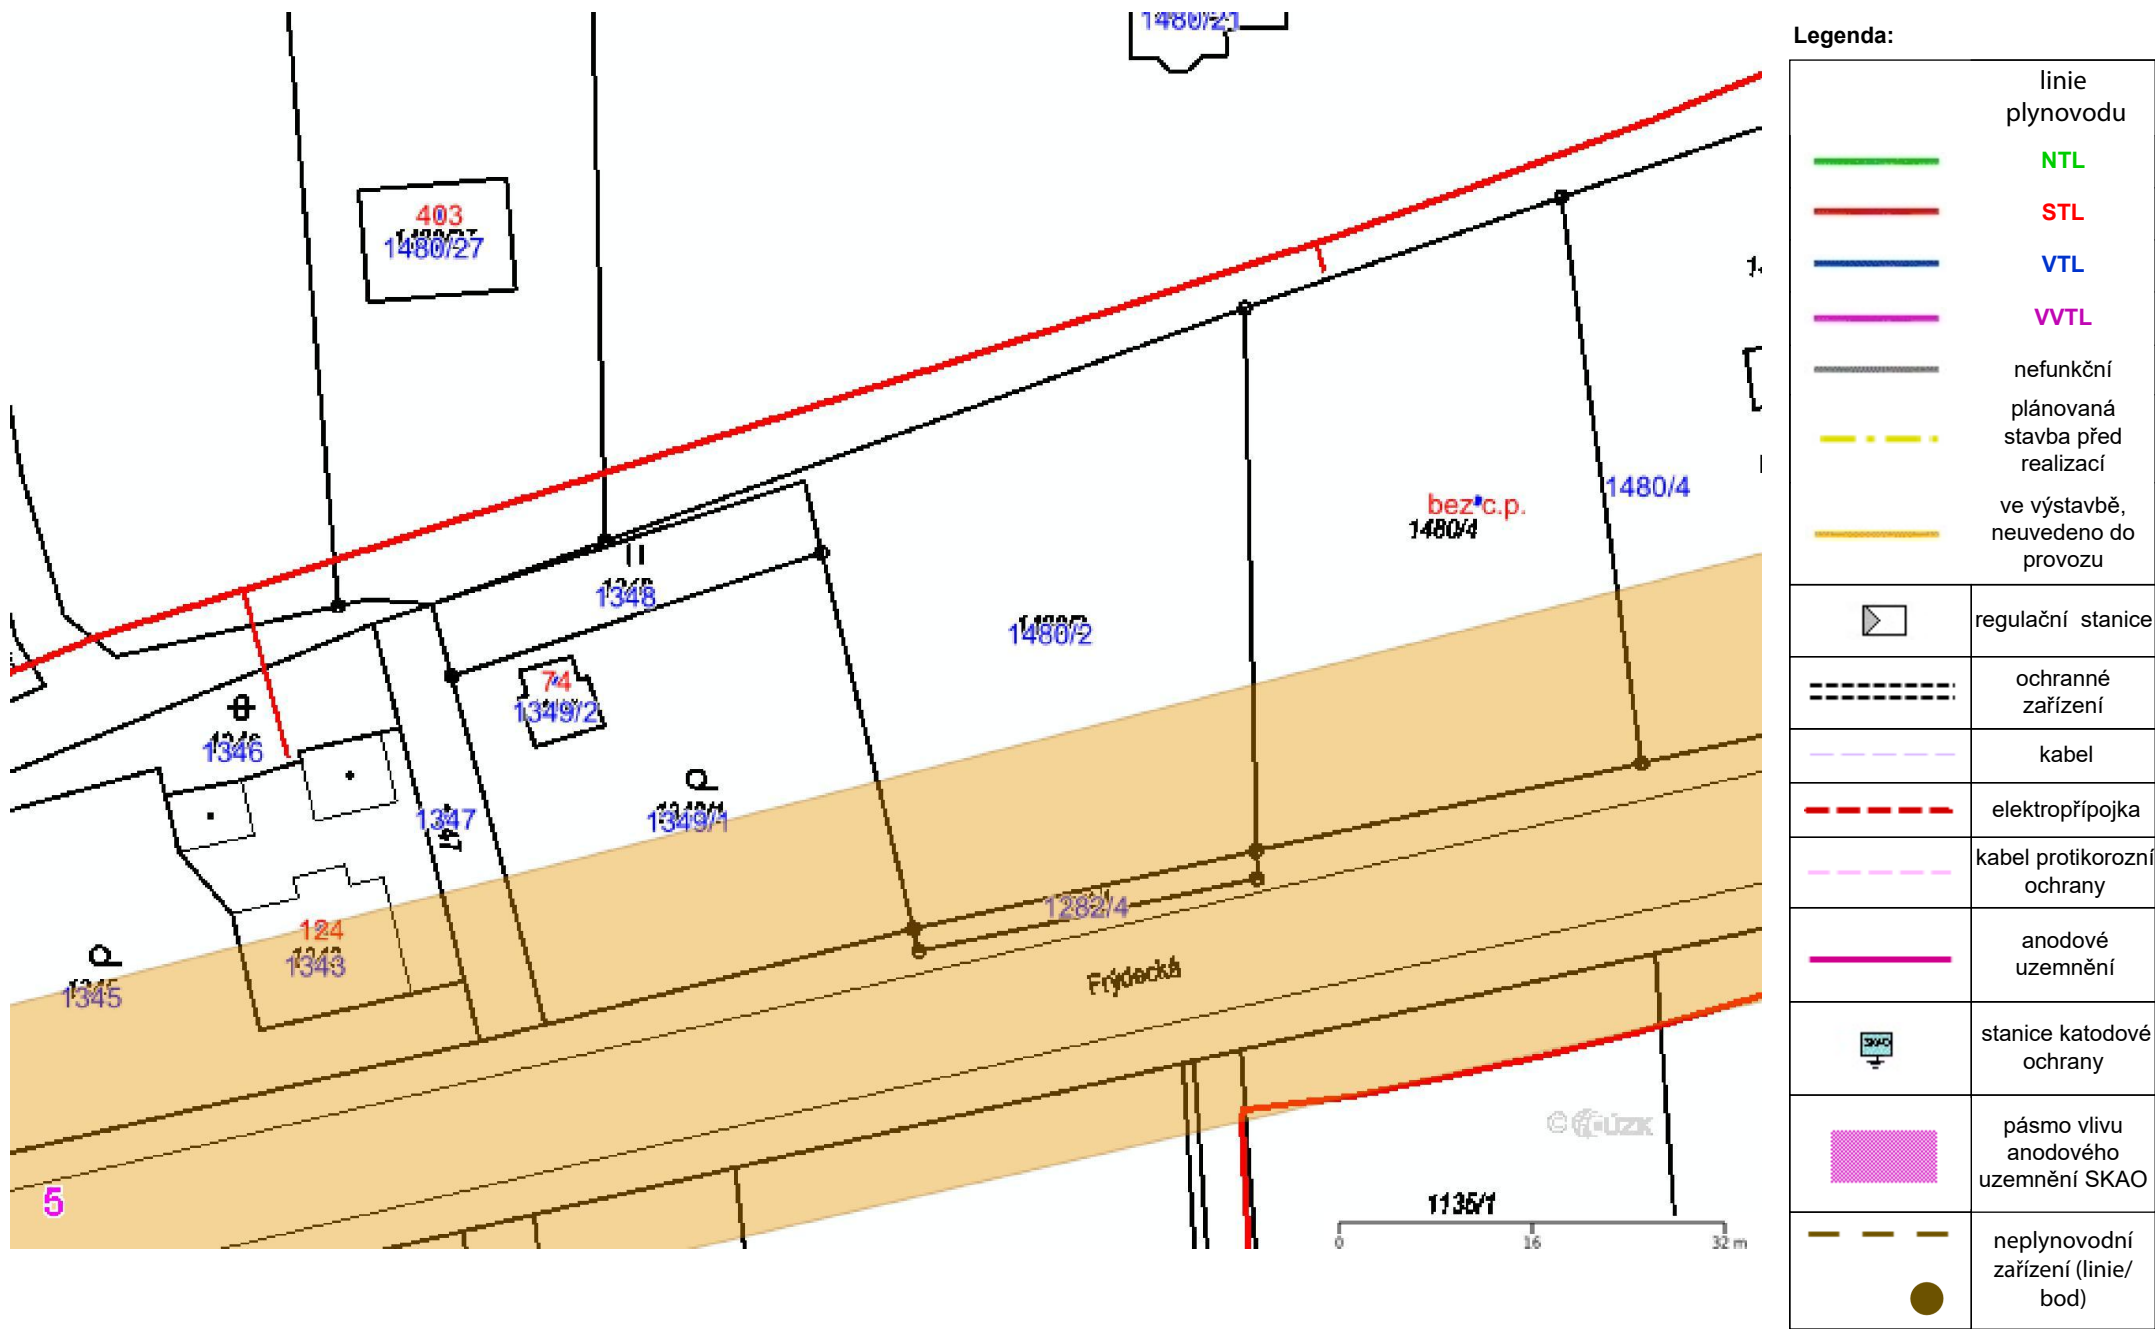 1480/21
Legenda:
linie
plynovodu
NTL
STL
VTL
VVTL
nefunkční
plánovaná
stavba před
realizací
ve výstavbě,
neuvedeno do
provozu
regulační stanice
ochranné
zařízení
kabel
elektropřípojka
kabel protikorozní
ochrany
anodové
uzemnění
SKAO
stanice katodové
ochrany
pásmo vlivu
anodového
uzemnění SKAO
neplynovodní
zařízení (linie/
bod)
403
1480/27
1480/4
bez c.p.
1480/4
1348
1480/2
74
1349/2
1346
1347
1349/1
1282/4
124
1343
1345
Frýdecká
5
© ČÚZK
1135/1
0 16 32 m